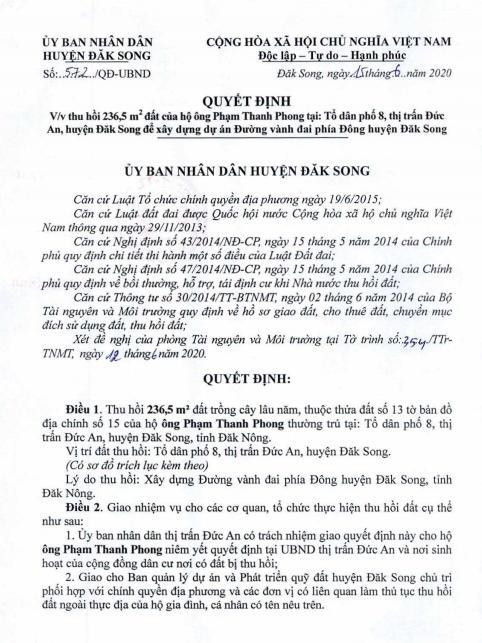 ỦY BAN NHÂN DÂN
HUYỆN ĐĂK SONG
Số:..572../QĐ-UBND
CỘNG HÒA XÃ HỘI CHỦ NGHĨA VIỆT NAM
Độc lập – Tự do – Hạnh phúc
Đăk Song, ngày15tháng6..năm 2020
QUYẾT ĐỊNH
V/v thu hồi 236,5 m² đất của hộ ông Phạm Thanh Phong tại: Tổ dân phố 8, thị trấn Đức
An, huyện Đăk Song để xây dựng dự án Đường vành đai phía Đông huyện Đăk Song
ỦY BAN NHÂN DÂN HUYỆN ĐĂK SONG
Căn cứ Luật Tổ chức chính quyền địa phương ngày 19/6/2015;
Căn cứ Luật đất đai được Quốc hội nước Cộng hòa xã hộ chủ nghĩa Việt
Nam thông qua ngày 29/11/2013;
Căn cứ Nghị định số 43/2014/NĐ-CP, ngày 15 tháng 5 năm 2014 của Chính
phủ quy định chi tiết thi hành một số điều của Luật Đất đai;
Căn cứ Nghị định số 47/2014/NĐ-CP, ngày 15 tháng 5 năm 2014 của Chính
phủ quy định về bồi thường, hỗ trợ, tái định cư khi Nhà nước thu hồi đất;
Căn cứ Thông tư số 30/2014/TT-BTNMT, ngày 02 tháng 6 năm 2014 của Bộ
Tài nguyên và Môi trường quy định về hồ sơ giao đất, cho thuê đất, chuyển mục
đích sử dụng đất, thu hồi đất;
Xét đề nghị của phòng Tài nguyên và Môi trường tại Tờ trình số:.254/TTr-
TNMT, ngày 12 tháng6năm 2020.
QUYẾT ĐỊNH:
Điều 1. Thu hồi 236,5 m² đất trồng cây lâu năm, thuộc thửa đất số 13 tờ bản đồ
địa chính số 15 của hộ ông Phạm Thanh Phong thường trú tại: Tổ dân phố 8, thị
trấn Đức An, huyện Đăk Song, tỉnh Đăk Nông.
Vị trí đất thu hồi: Tổ dân phố 8, thị trấn Đức An, huyện Đăk Song.
(Có sơ đồ trích lục kèm theo)
Lý do thu hồi: Xây dựng Đường vành đai phía Đông huyện Đăk Song, tỉnh
Đăk Nông.
Điều 2. Giao nhiệm vụ cho các cơ quan, tổ chức thực hiện thu hồi đất cụ thể
như sau:
1. Ủy ban nhân dân thị trấn Đức An có trách nhiệm giao quyết định này cho hộ
ông Phạm Thanh Phong niêm yết quyết định tại UBND thị trấn Đức An và nơi sinh
hoạt của cộng đồng dân cư nơi có đất bị thu hồi;
2. Giao cho Ban quản lý dự án và Phát triển quỹ đất huyện Đăk Song chủ trì
phối hợp với chính quyền địa phương và các đơn vị có liên quan làm thủ tục thu hồi
đất ngoài thực địa của hộ gia đình, cá nhân có tên nêu trên.